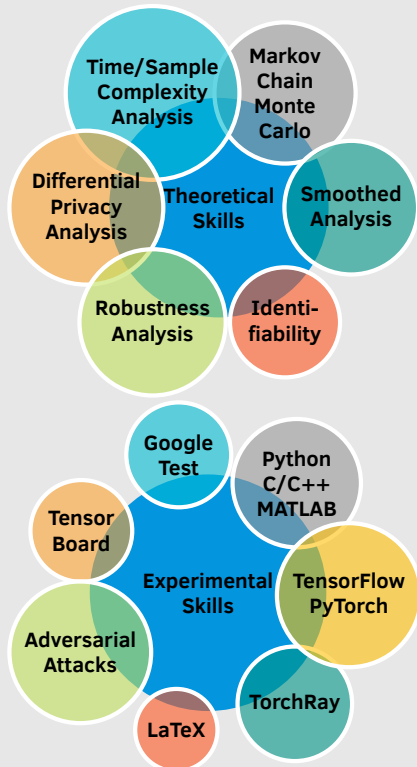 Time/Sample
Complexity
Analysis
Markov
Chain
Monte
Carlo
Differential
Privacy
Analysis
Theoretical
Skills
Smoothed
Analysis
Robustness
Analysis
Identi-
fiability
Google
Test
Python
C/C++
MATLAB
Tensor
Board
Experimental
Skills
TensorFlow
PyTorch
Adversarial
Attacks
TorchRay
LaTeX